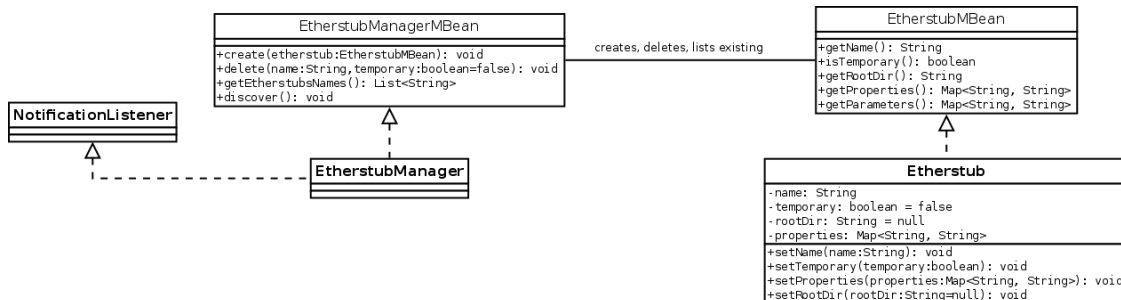 EtherstubManagerMBean
+create(etherstub:EtherstubMBean): void
+delete(name:String,temporary:boolean=false): void
+getEtherstubsNames(): List<String>
+discover(): void
creates, deletes, lists existing
EtherstubMBean
+getName(): String
+isTemporary(): boolean
+getRootDir(): String
+getProperties(): Map<String, String>
+getParameters(): Map<String, String>
NotificationListener
EtherstubManager
Etherstub
-name: String
-temporary: boolean = false
-rootDir: String = null
-properties: Map<String, String>
+setName(name:String): void
+setTemporary(temporary:boolean): void
+setProperties(properties:Map<String, String>): void
+setRootDir(rootDir:String=null): void